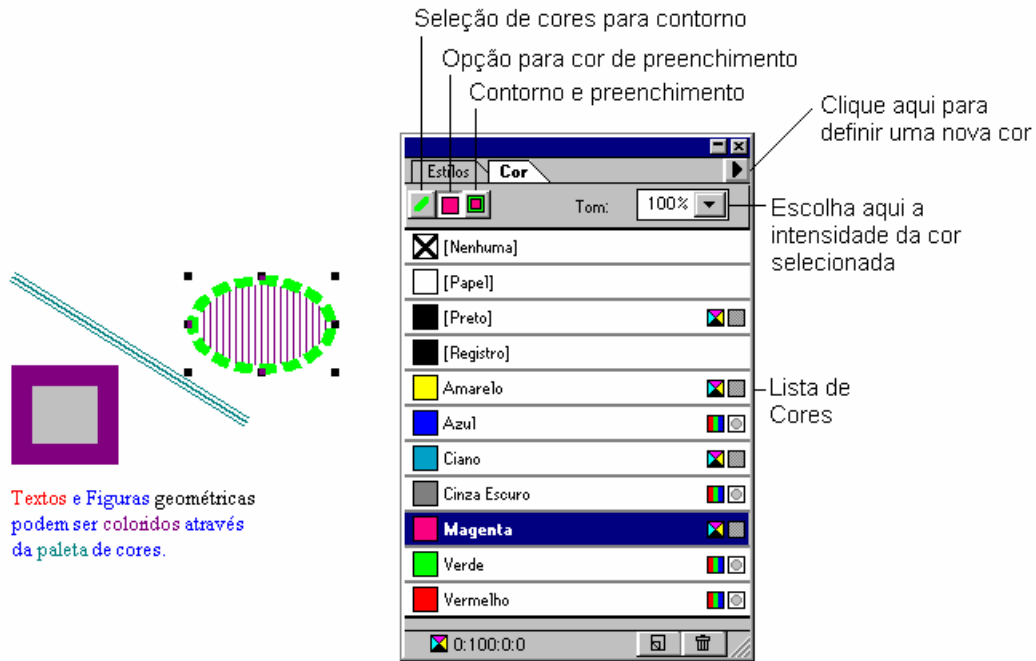 Seleção de cores para contorno
Opção para cor de preenchimento
Contorno e preenchimento
Clique aqui para
definir uma nova cor
Estilos Cor
Tom: 100%
Escolha aqui a
intensidade da cor
selecionada
[Nenhuma]
[Papel]
[Preto]
[Registro]
Amarelo
Lista de
Cores
Azul
Ciano
Cinza Escuro
Magenta
Verde
Vermelho
0:100:0:0
Textos e Figuras geométricas
podem ser coloridos através
da paleta de cores.